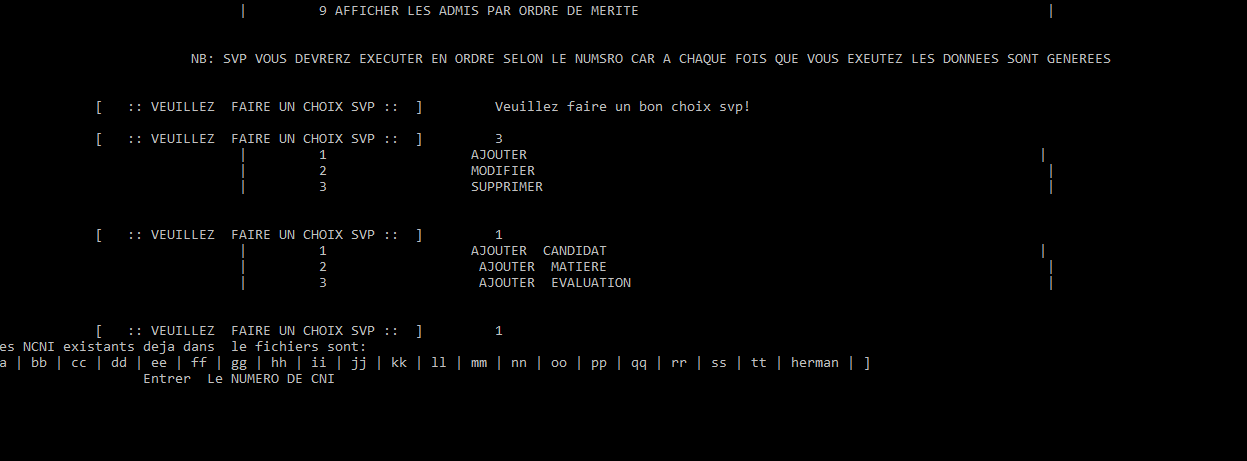 | 9 AFFICHER LES ADMIS PAR ORDRE DE MERITE |
NB: SVP VOUS DEVRERZ EXECUTER EN ORDRE SELON LE NUMSRO CAR A CHAQUE FOIS QUE VOUS EXEUTEZ LES DONNEES SONT GENEREES
[ :: VEUILLEZ FAIRE UN CHOIX SVP :: ] Veuillez faire un bon choix svp!
[ :: VEUILLEZ FAIRE UN CHOIX SVP :: ] 3
| 1 AJOUTER |
| 2 MODIFIER |
| 3 SUPPRIMER |
[ :: VEUILLEZ FAIRE UN CHOIX SVP :: ] 1
| 1 AJOUTER CANDIDAT |
| 2 AJOUTER MATIERE |
| 3 AJOUTER EVALUATION |
[ :: VEUILLEZ FAIRE UN CHOIX SVP :: ] 1
es NCNI existants deja dans le fichiers sont:
a | bb | cc | dd | ee | ff | gg | hh | ii | jj | kk | ll | mm | nn | oo | pp | qq | rr | ss | tt | herman | ]
Entrer Le NUMERO DE CNI